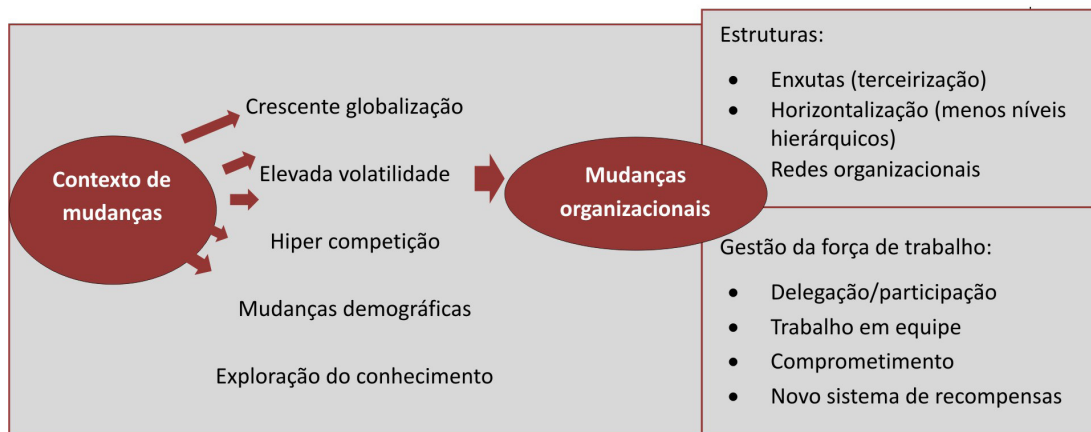 Contexto de
mudanças
Crescente globalização
Elevada volatilidade
Hiper competição
Mudanças demográficas
Exploração do conhecimento
Mudanças
organizacionais
Estruturas:
• Enxutas (terceirização)
• Horizontalização (menos níveis
hierárquicos)
Redes organizacionais
Gestão da força de trabalho:
• Delegação/participação
• Trabalho em equipe
• Comprometimento
• Novo sistema de recompensas